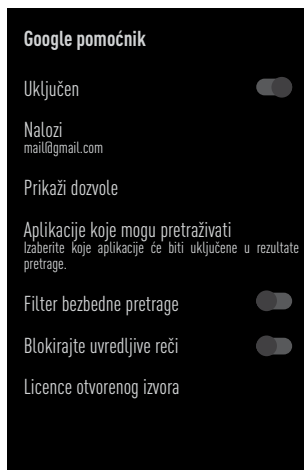 Google pomoćnik
Uključen
Nalozi
mail@gmail.com
Prikaži dozvole
Aplikacije koje mogu pretraživati
Izaberite koje aplikacije će biti uključene u rezultate
pretrage.
Filter bezbedne pretrage
Blokirajte uvredljive reči
Licence otvorenog izvora